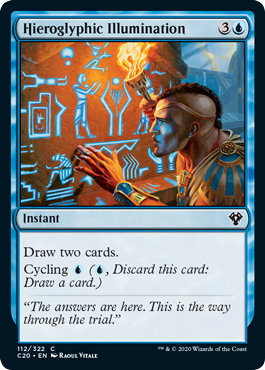 Hieroglyphic Illumination 3
Instant
Draw two cards.
Cycling (, Discard this card:
Draw a card.)
“The answers are here. This is the way
through the trial.”
112/322 C
C20 • EN Raoul Vitale
™ & © 2020 Wizards of the Coast